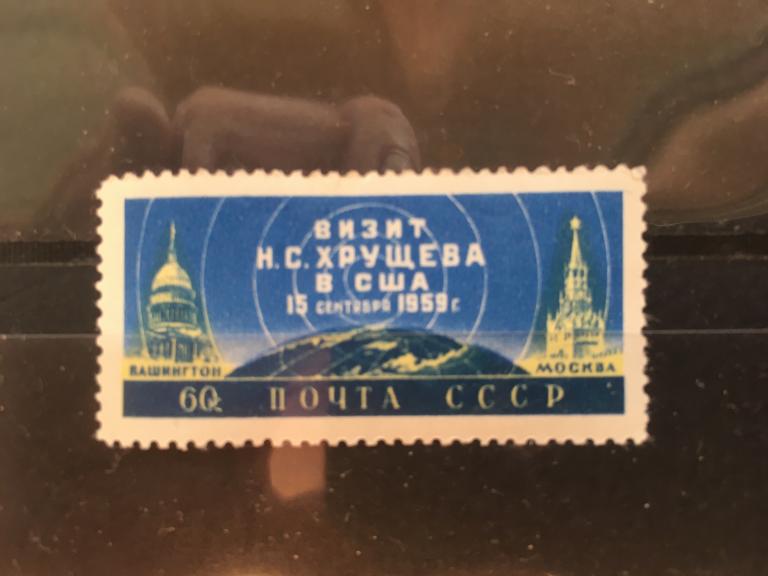 ВИЗИТ
Н.С.ХРУЩЕВА
В США
15 СЕНТЯБРЯ 1959 Г.
ВАШИНГТОН
МОСКВА
60к ПОЧТА СССР